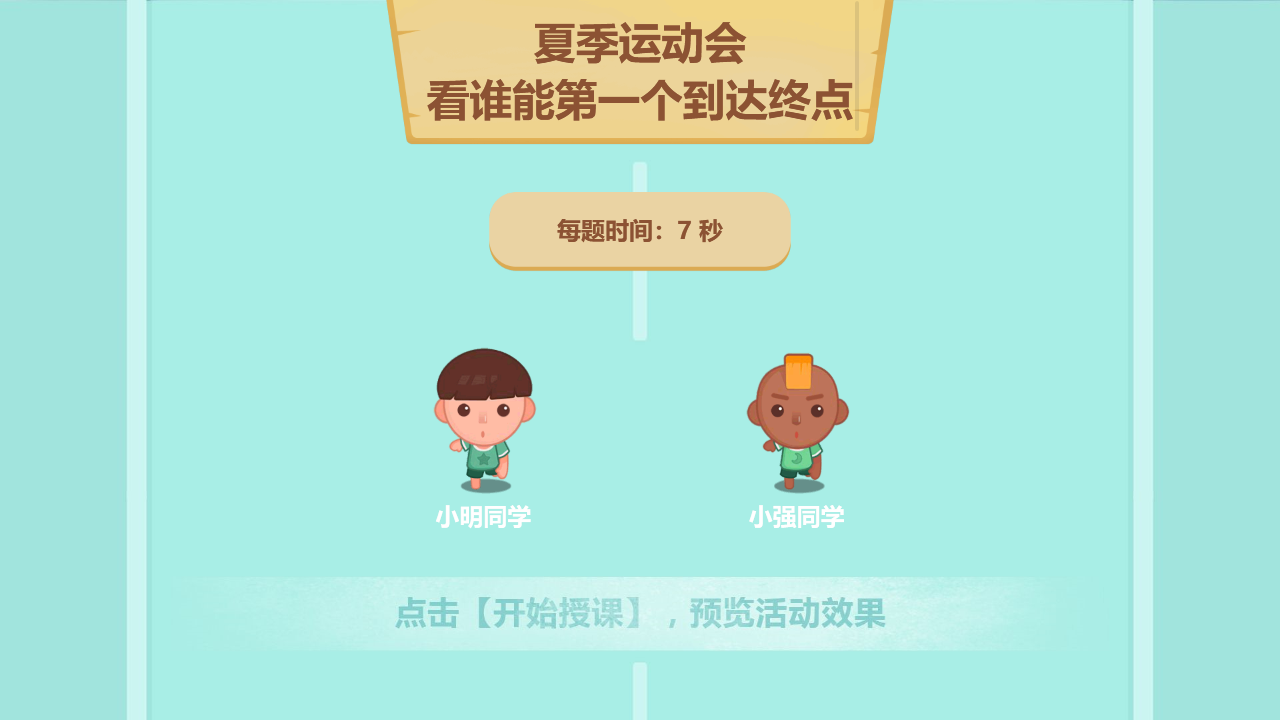 夏季运动会
看谁能第一个到达终点
每题时间：7 秒
小明同学
小强同学
点击【开始授课】，预览活动效果